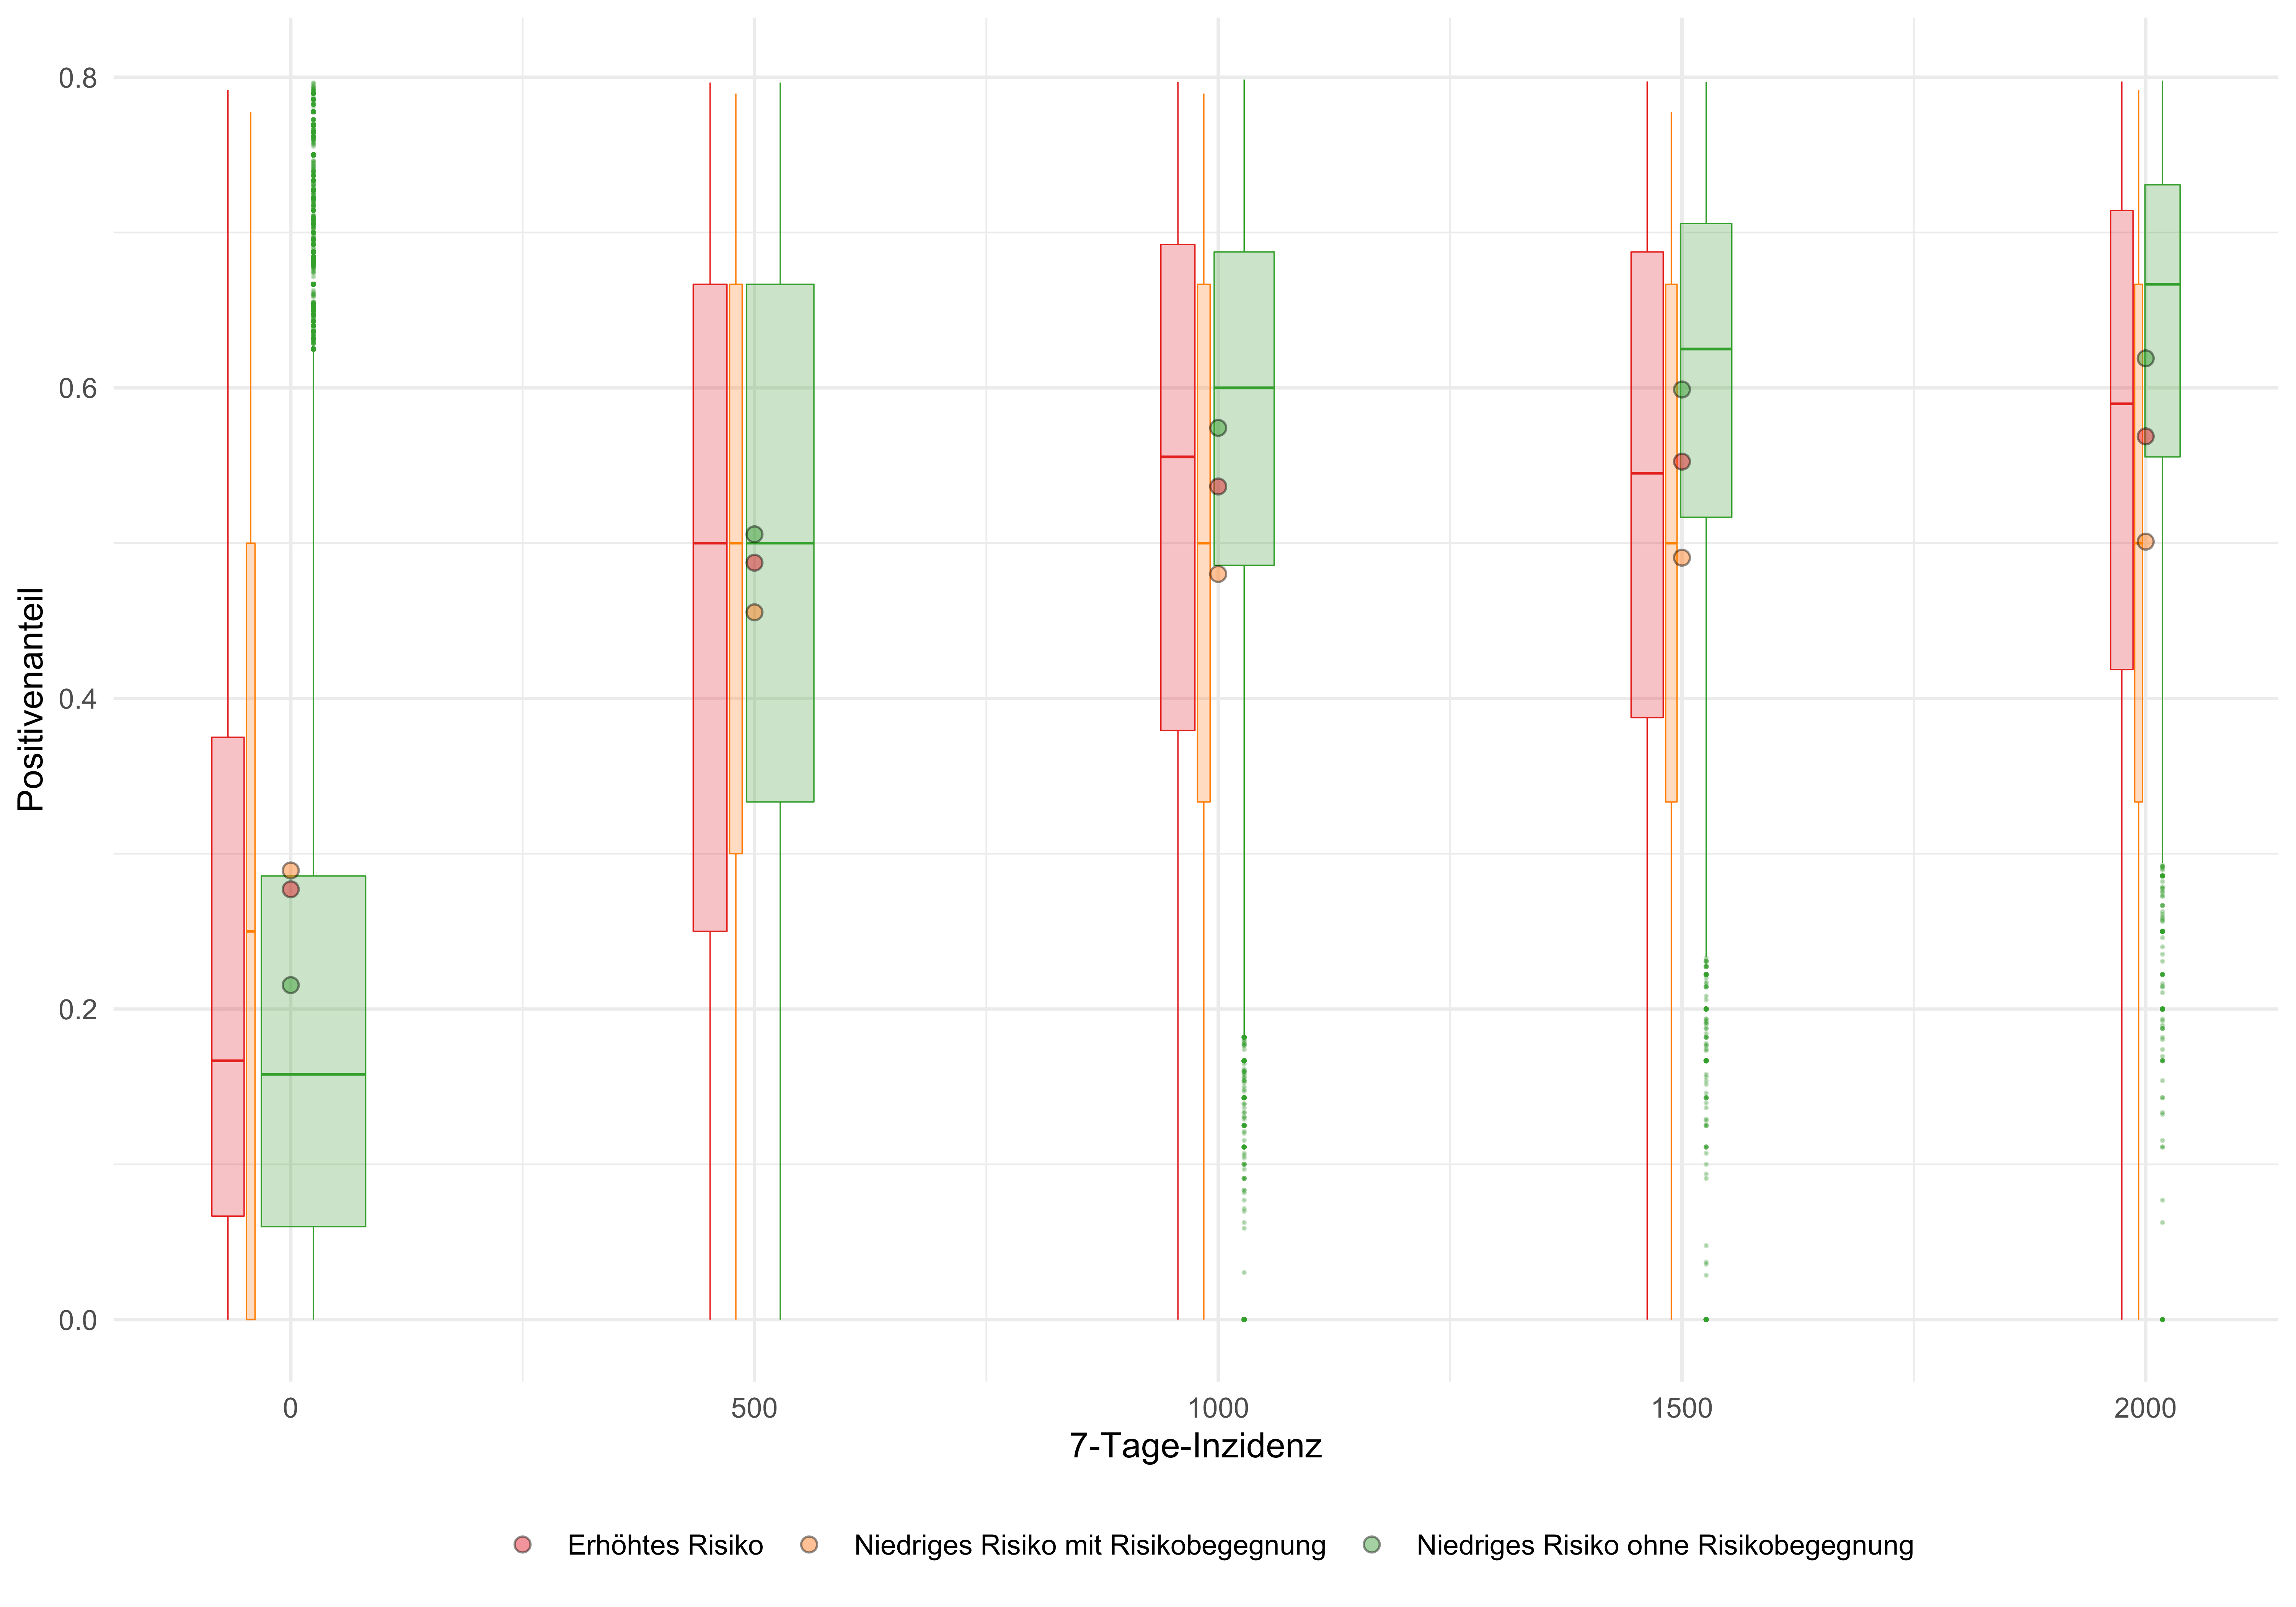 Positivenanteil
0.8
0.6
0.4
0.2
0.0
0 500 1000 1500 2000
7-Tage-Inzidenz
Erhöhtes Risiko Niedriges Risiko mit Risikobegegnung Niedriges Risiko ohne Risikobegegnung